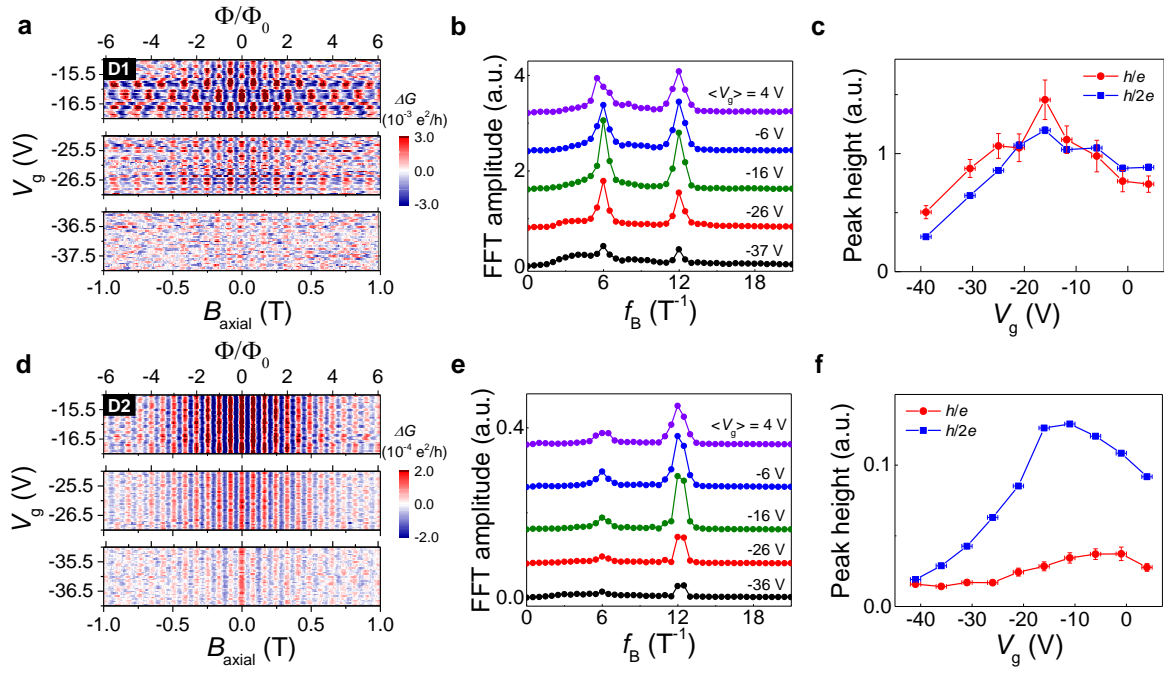 a
Φ/Φ0
-6 -4 -2 0 2 4 6
D1
-15.5
-16.5
-25.5
-26.5
-36.5
-37.5
Vg (V)
ΔG
(10-3 e2/h)
3.0
0.0
-3.0
-1.0 -0.5 0.0 0.5 1.0
Baxial (T)
b
FFT amplitude (a.u.)
4
2
0
<Vg> = 4 V
-6 V
-16 V
-26 V
-37 V
0 6 12 18
fB (T-1)
c
Peak height (a.u.)
1
1
h/e
h/2e
-40 -30 -20 -10 0
Vg (V)
d
Φ/Φ0
-6 -4 -2 0 2 4 6
D2
-15.5
-16.5
-25.5
-26.5
-35.5
-36.5
Vg (V)
ΔG
(10-4 e2/h)
2.0
0.0
-2.0
-1.0 -0.5 0.0 0.5 1.0
Baxial (T)
e
FFT amplitude (a.u.)
0.4
0.0
<Vg> = 4 V
-6 V
-16 V
-26 V
-36 V
0 6 12 18
fB (T-1)
f
Peak height (a.u.)
0.1
0.0
h/e
h/2e
-40 -30 -20 -10 0
Vg (V)